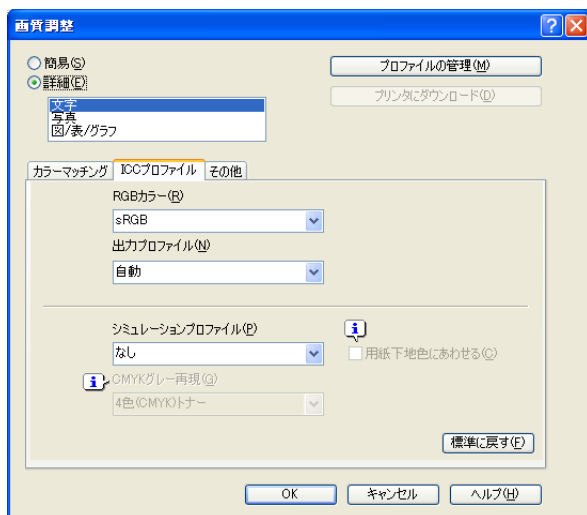 画質調整
簡易(S)
詳細(E)
文字
写真
図/表/グラフ
プロファイルの管理(M)
プリンタにダウンロード(D)
カラーマッチング ICCプロファイル その他
RGBカラー(R)
sRGB
出力プロファイル(N)
自動
シミュレーションプロファイル(P)
なし
用紙下地色にあわせる(C)
CMYKグレー再現(G)
4色(CMYK)トナー
標準に戻す(F)
OK キャンセル ヘルプ(H)